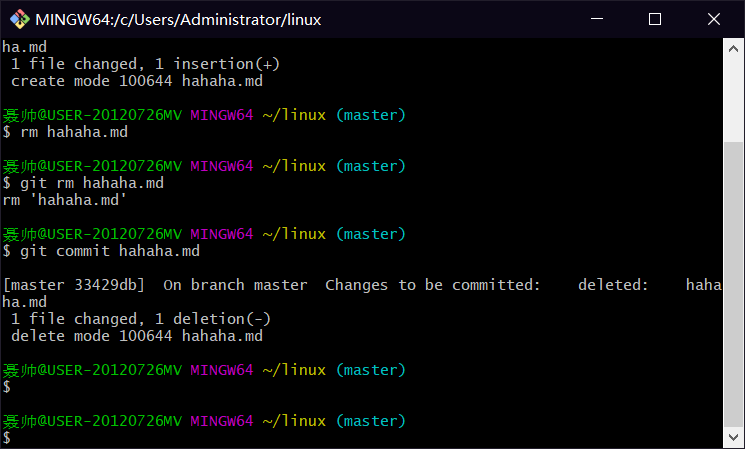 MINGW64:/c/Users/Administrator/linux
ha.md
 1 file changed, 1 insertion(+)
 create mode 100644 hahaha.md
聂帅@USER-20120726MV MINGW64 ~/linux (master)
$ rm hahaha.md
聂帅@USER-20120726MV MINGW64 ~/linux (master)
$ git rm hahaha.md
rm 'hahaha.md'
聂帅@USER-20120726MV MINGW64 ~/linux (master)
$ git commit hahaha.md
[master 33429db]  On branch master  Changes to be committed:    deleted:    haha
ha.md
 1 file changed, 1 deletion(-)
 delete mode 100644 hahaha.md
聂帅@USER-20120726MV MINGW64 ~/linux (master)
$
聂帅@USER-20120726MV MINGW64 ~/linux (master)
$